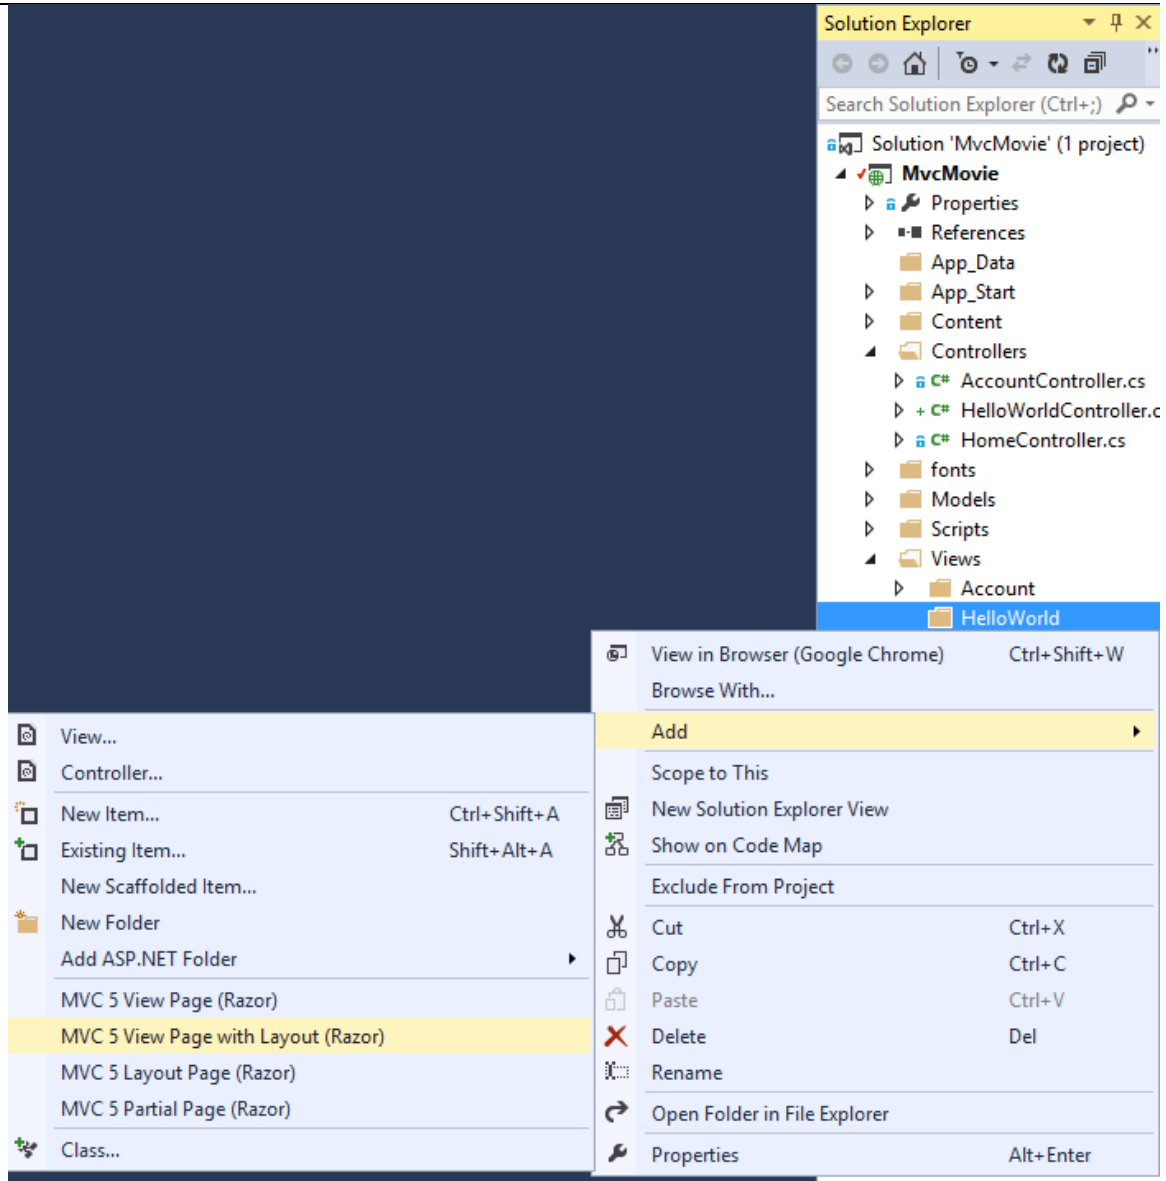 Solution Explorer
Search Solution Explorer (Ctrl+;)
Solution 'MvcMovie' (1 project)
MvcMovie
Properties
References
App_Data
App_Start
Content
Controllers
C# AccountController.cs
+ C# HelloWorldController.c
C# HomeController.cs
fonts
Models
Scripts
Views
Account
HelloWorld
View in Browser (Google Chrome) Ctrl+Shift+W
Browse With...
Add
Scope to This
New Solution Explorer View
Show on Code Map
Exclude From Project
Cut Ctrl+X
Copy Ctrl+C
Paste Ctrl+V
Delete Del
Rename
Open Folder in File Explorer
Properties Alt+Enter
View...
Controller...
New Item... Ctrl+Shift+A
Existing Item... Shift+Alt+A
New Scaffolded Item...
New Folder
Add ASP.NET Folder
MVC 5 View Page (Razor)
MVC 5 View Page with Layout (Razor)
MVC 5 Layout Page (Razor)
MVC 5 Partial Page (Razor)
Class...